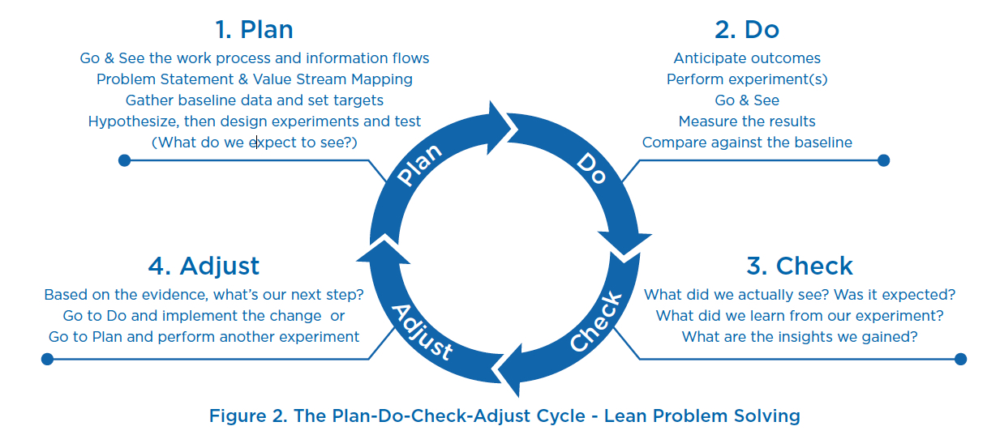 1. Plan
Go & See the work process and information flows
Problem Statement & Value Stream Mapping
Gather baseline data and set targets
Hypothesize, then design experiments and test
(What do we expect to see?)
2. Do
Anticipate outcomes
Perform experiment(s)
Go & See
Measure the results
Compare against the baseline
Plan
Do
Check
Adjust
3. Check
What did we actually see? Was it expected?
What did we learn from our experiment?
What are the insights we gained?
4. Adjust
Based on the evidence, what's our next step?
Go to Do and implement the change or
Go to Plan and perform another experiment
Figure 2. The Plan-Do-Check-Adjust Cycle - Lean Problem Solving